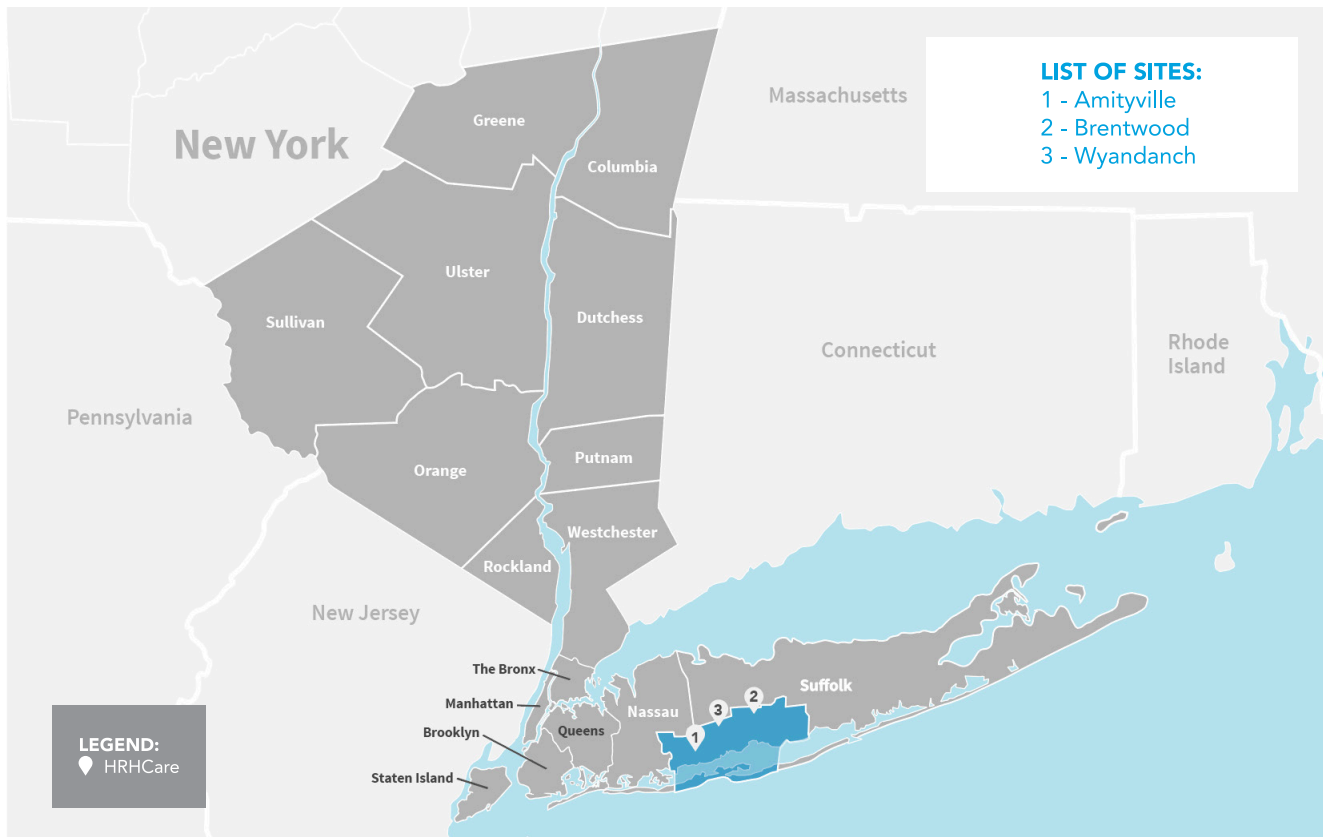 LIST OF SITES:
1 - Amityville
2 - Brentwood
3 - Wyandanch
Massachusetts
New York
Greene
Columbia
Ulster
Sullivan
Dutchess
Connecticut
Rhode
Island
Pennsylvania
Orange
Putnam
Westchester
Rockland
New Jersey
The Bronx
Manhattan
Brooklyn
Staten Island
Queens
Nassau
Suffolk
1
3
2
LEGEND:
HRHCare